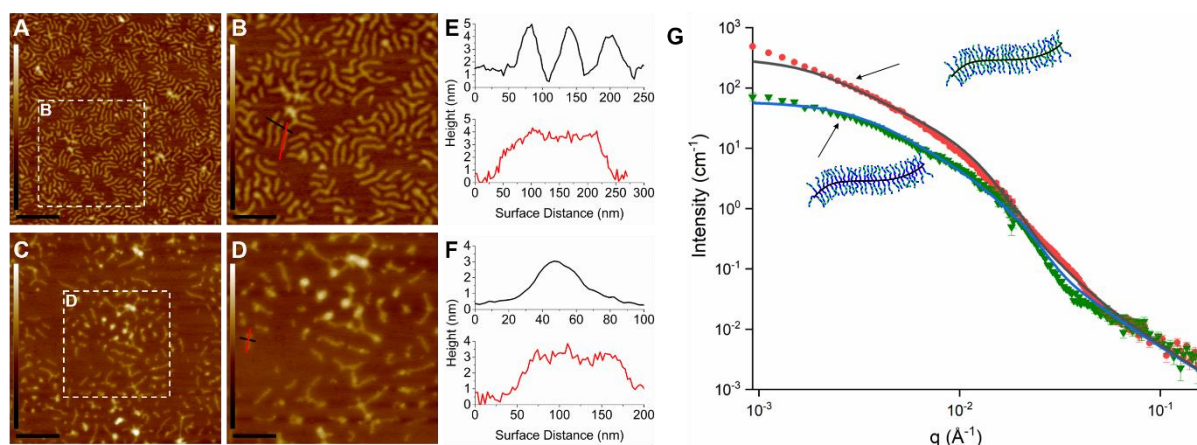 A
B
B
C
D
D
E
Height (nm)
5
4
3
2
1
0
0 50 100 150 200 250
5
4
3
2
1
0
0 50 100 150 200 250 300
Surface Distance (nm)
F
Height (nm)
4
3
2
1
0
0 20 40 60 80 100
4
3
2
1
0
0 50 100 150 200
Surface Distance (nm)
G
Intensity (cm⁻¹)
10³
10²
10¹
10⁰
10⁻¹
10⁻²
10⁻³
10⁻³ 10⁻² 10⁻¹
q (Å⁻¹)